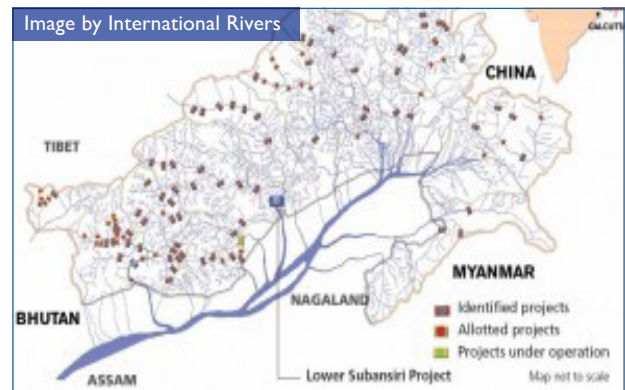 Image by International Rivers
CALCUTTA
CHINA
TIBET
MYANMAR
NAGALAND
BHUTAN
Identified projects
Allotted projects
Projects under operation
Lower Subansiri Project
Map not to scale
ASSAM